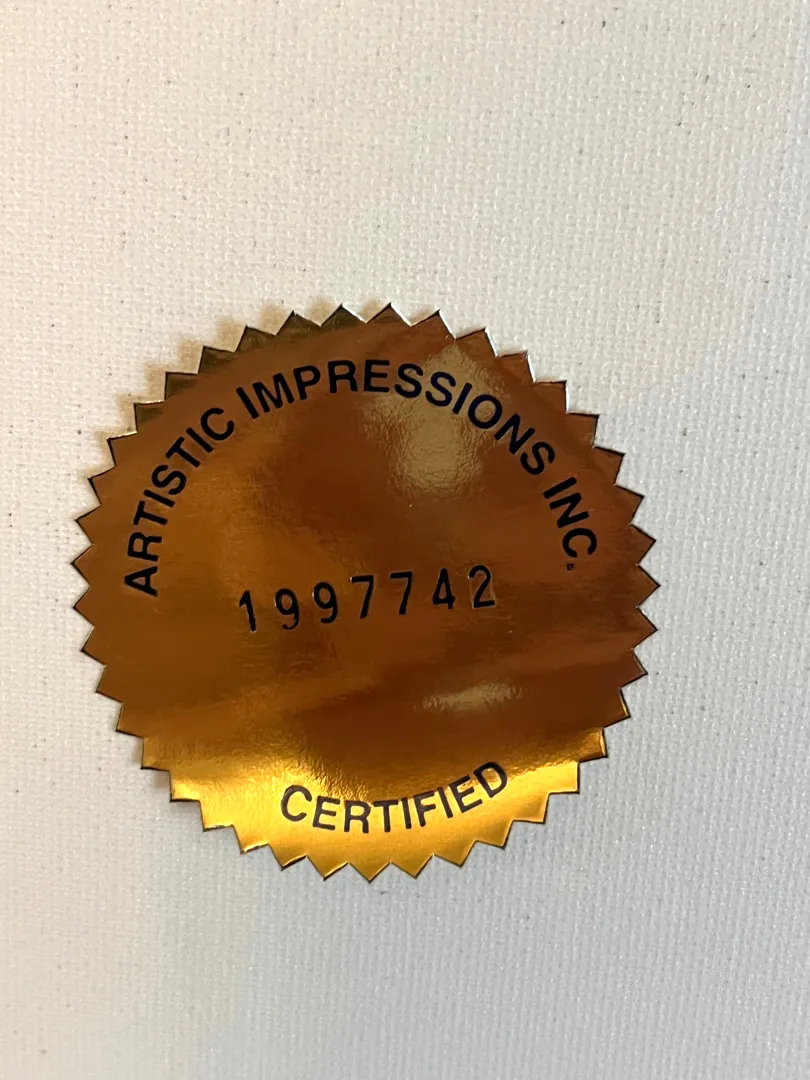 ARTISTIC IMPRESSIONS INC.
1997742
CERTIFIED